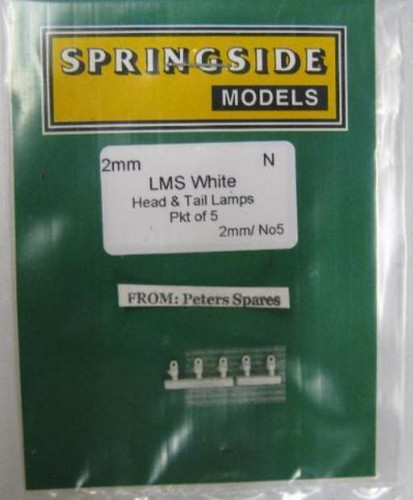 SPRINGSIDE
MODELS
2mm N
LMS White
Head & Tail Lamps
Pkt of 5
2mm/ No5
FROM: Peters Spares